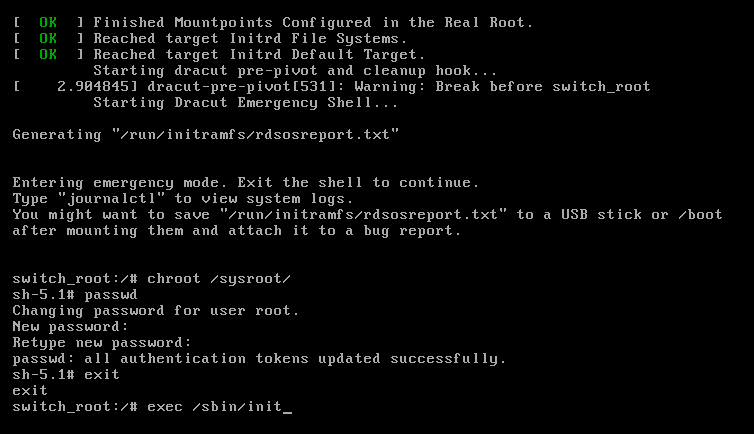 [  OK  ] Finished Mountpoints Configured in the Real Root.
[  OK  ] Reached target Initrd File Systems.
[  OK  ] Reached target Initrd Default Target.
         Starting dracut pre-pivot and cleanup hook...
[    2.904845] dracut-pre-pivot[531]: Warning: Break before switch_root
         Starting Dracut Emergency Shell...
Generating "/run/initramfs/rdsosreport.txt"
Entering emergency mode. Exit the shell to continue.
Type "journalctl" to view system logs.
You might want to save "/run/initramfs/rdsosreport.txt" to a USB stick or /boot
after mounting them and attach it to a bug report.
switch_root:/# chroot /sysroot/
sh-5.1# passwd
Changing password for user root.
New password:
Retype new password:
passwd: all authentication tokens updated successfully.
sh-5.1# exit
exit
switch_root:/# exec /sbin/init_